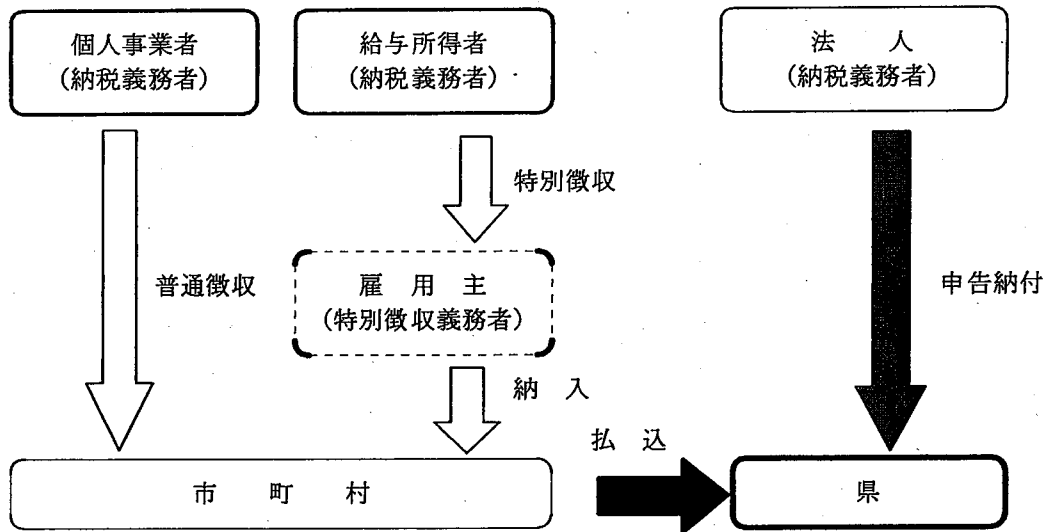 個人事業者
(納税義務者)
給与所得者
(納税義務者)
法　人
(納税義務者)
特別徴収
普通徴収
雇　用　主
(特別徴収義務者)
申告納付
納　入
払　込
市　町　村
県